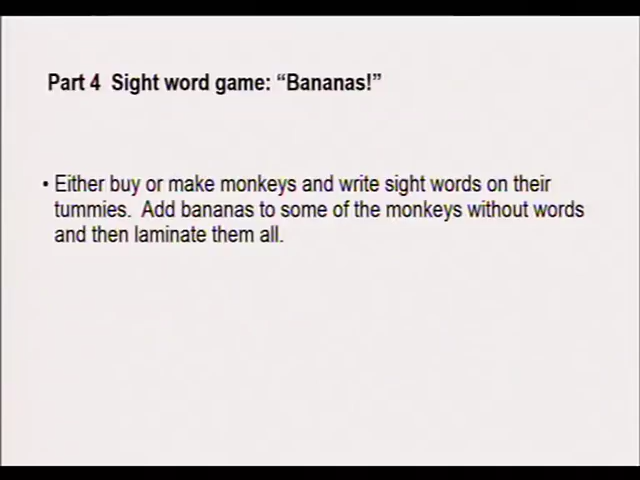 Part 4  Sight word game: “Bananas!”
• Either buy or make monkeys and write sight words on their
tummies.  Add bananas to some of the monkeys without words
and then laminate them all.